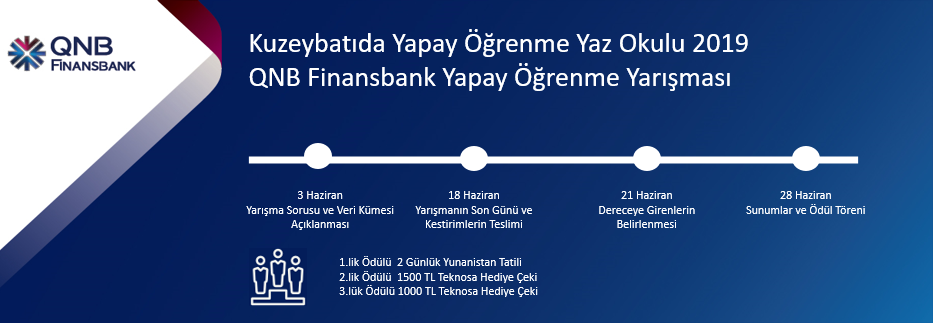 QNB
FINANSBANK
Kuzeybatıda Yapay Öğrenme Yaz Okulu 2019
QNB Finansbank Yapay Öğrenme Yarışması
3 Haziran
Yarışma Sorusu ve Veri Kümesi
Açıklanması
18 Haziran
Yarışmanın Son Günü ve
Kestirimlerin Teslimi
21 Haziran
Dereceye Girenlerin
Belirlenmesi
28 Haziran
Sunumlar ve Ödül Töreni
1.lik Ödülü 2 Günlük Yunanistan Tatili
2.lik Ödülü 1500 TL Teknosa Hediye Çeki
3.lük Ödülü 1000 TL Teknosa Hediye Çeki